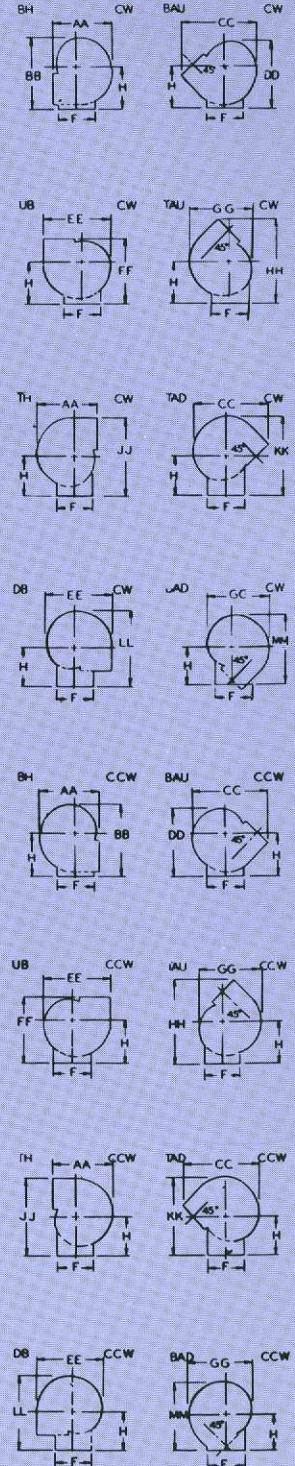 BH AA CW BAU CC CW
BB H F H 45° DD F
UB EE CW TAU GG CW
H FF F H 45° HH F
TH AA CW TAD CC CW
H JJ F H 45° KK F
DB EE CW AD GC CW
H LL F H 45° MM F
BH AA CCW BAU CC CCW
H BB F DD 45° H F
UB EE CCW TAU GG CCW
FF H F HH 45° H F
TH AA CCW TAD CC CCW
JJ H F KK 45° H F
DB EE CCW BAD GG CCW
LL H F MM 45° H F